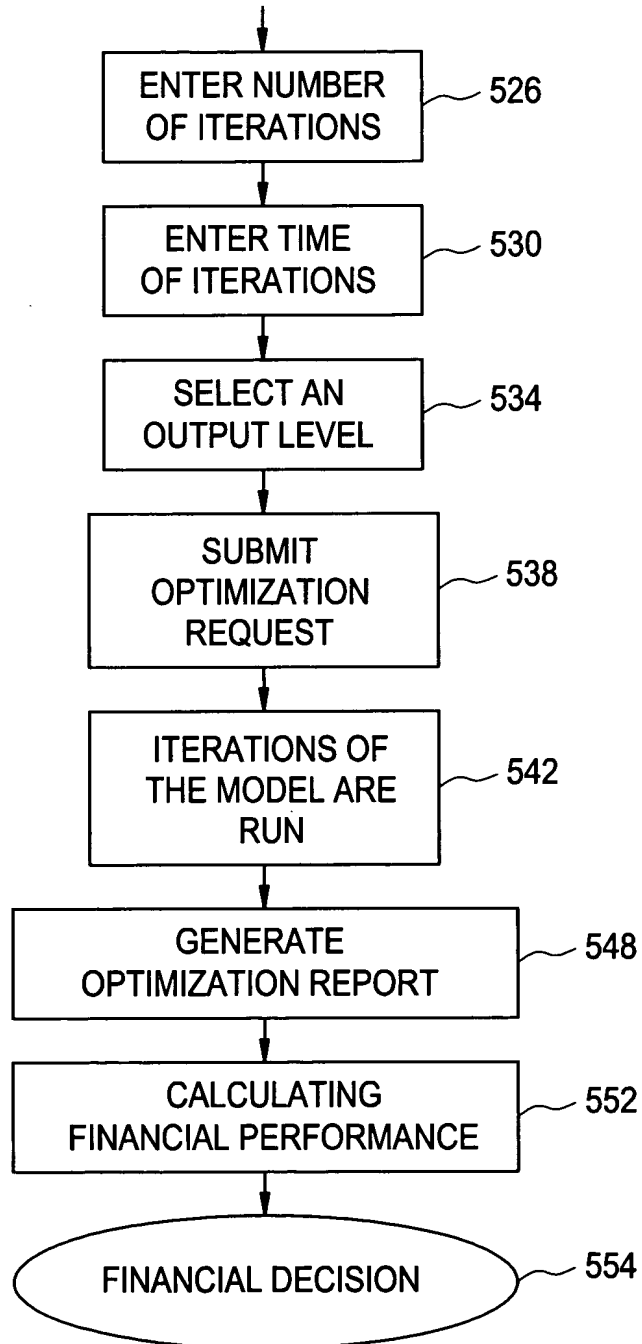 ENTER NUMBER
OF ITERATIONS
526
ENTER TIME
OF ITERATIONS
530
SELECT AN
OUTPUT LEVEL
534
SUBMIT
OPTIMIZATION
REQUEST
538
ITERATIONS OF
THE MODEL ARE
RUN
542
GENERATE
OPTIMIZATION REPORT
548
CALCULATING
FINANCIAL PERFORMANCE
552
FINANCIAL DECISION
554